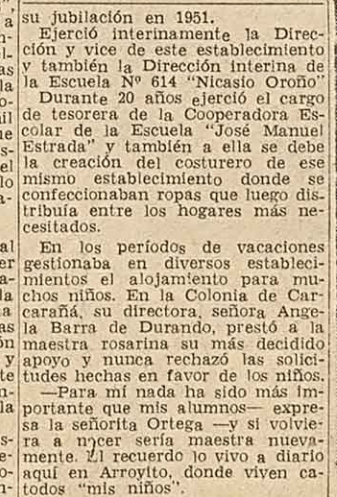 su jubilación en 1951.
Ejerció interinamente la Direc-
ción y vice de este establecimiento
y también la Dirección interina de
la Escuela Nº 614 "Nicasio Oroño"
Durante 20 años ejerció el cargo
de tesorera de la Cooperadora Es-
colar de la Escuela "José Manuel
Estrada" y también a ella se debe
la creación del costurero de ese
mismo establecimiento donde se
confeccionaban ropas que luego dis-
tribuía entre los hogares más ne-
cesitados.
En los períodos de vacaciones
gestionaba en diversos estableci-
mientos el alojamiento para mu-
chos niños. En la Colonia de Car-
carañá, su directora, señora Ange-
la Barra de Durando, prestó a la
maestra rosarina su más decidido
apoyo y nunca rechazó las solici-
tudes hechas en favor de los niños.
—Para mí nada ha sido más im-
portante que mis alumnos— expre-
sa la señorita Ortega —y si volvie-
ra a nacer sería maestra nueva-
mente. El recuerdo lo vivo a diario
aquí en Arroyito, donde viven ca-
todos "mis niños".